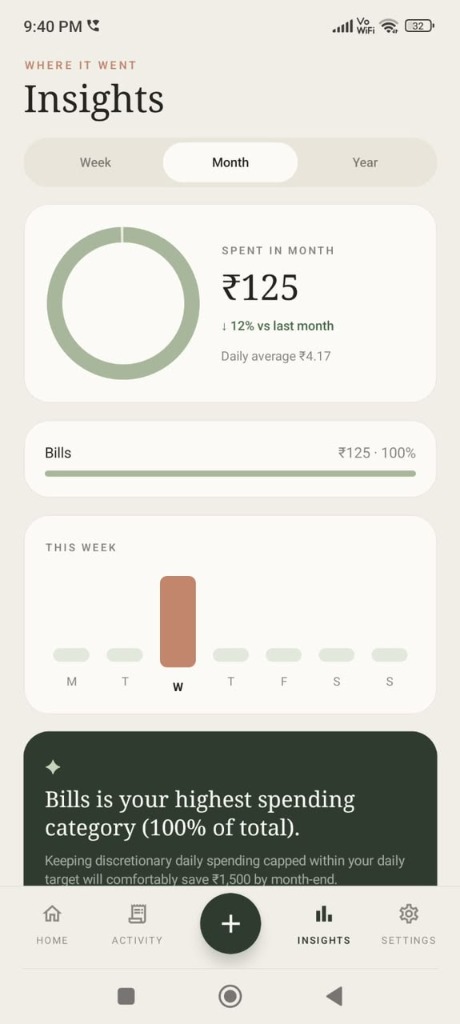 9:40 PM
Vo
WiFi
32
WHERE IT WENT
Insights
Week Month Year
SPENT IN MONTH
₹125
↓ 12% vs last month
Daily average ₹4.17
Bills ₹125 · 100%
THIS WEEK
M T W T F S S
Bills is your highest spending
category (100% of total).
Keeping discretionary daily spending capped within your daily
target will comfortably save ₹1,500 by month-end.
HOME ACTIVITY + INSIGHTS SETTINGS